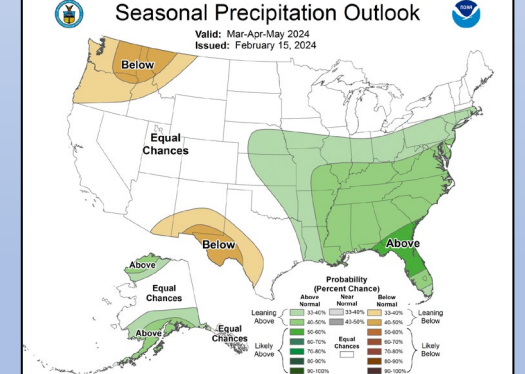 Seasonal Precipitation Outlook
Valid: Mar-Apr-May 2024
Issued: February 15, 2024
noaa
Below
Equal
Chances
Below
Above
Above
Equal
Chances
Above
Equal
Chances
Probability
(Percent Chance)
Above Normal
Near Normal
Below Normal
Leaning Above
33-40% 33-40% 33-40%
40-50% 40-50% 40-50%
Leaning Below
50-60% 50-60%
Likely Above
60-70% 60-70%
Equal Chances
70-80% 70-80%
Likely Below
80-90% 80-90%
90-100% 90-100%